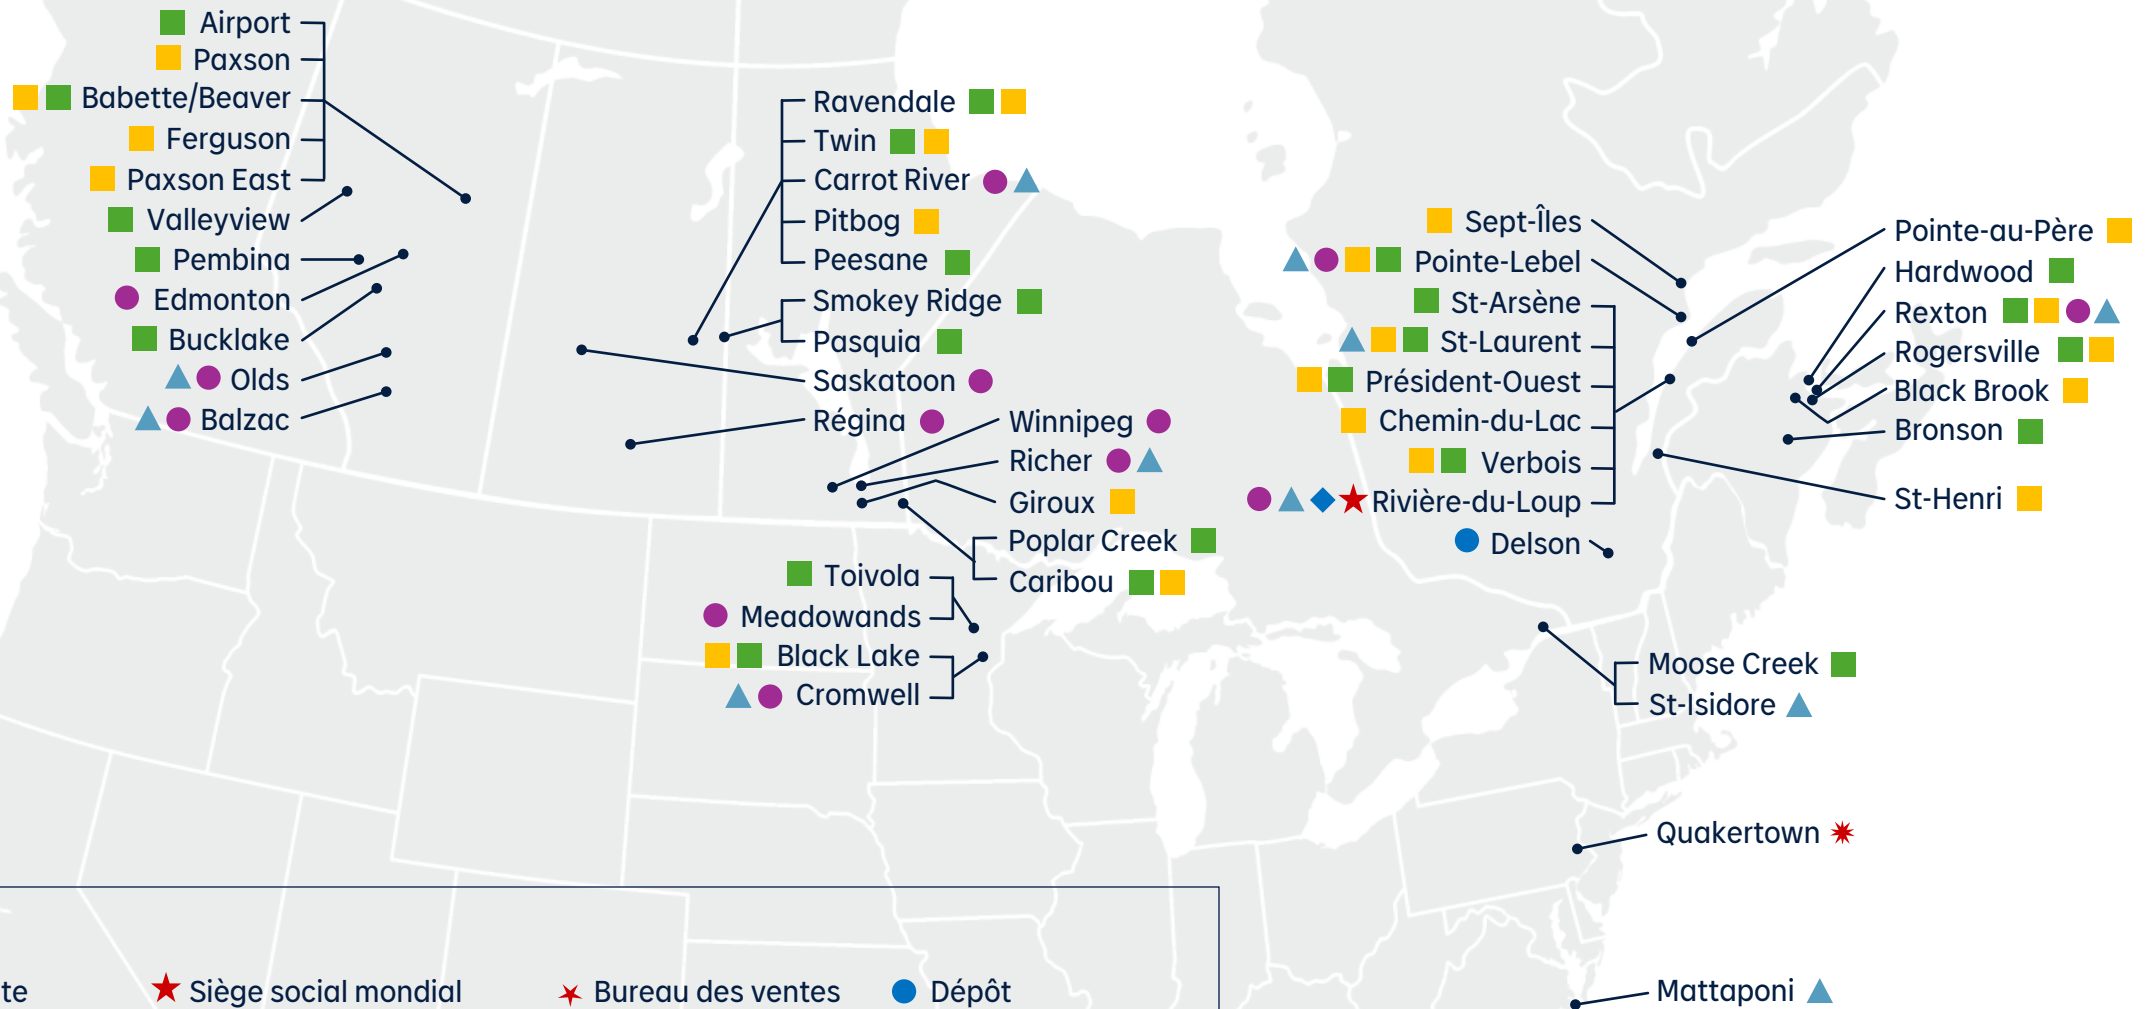 Airport
Paxson
Babette/Beaver
Ferguson
Paxson East
Valleyview
Pembina
Edmonton
Bucklake
Olds
Balzac
Ravendale
Twin
Carrot River
Pitbog
Peesane
Smokey Ridge
Pasquia
Saskatoon
Régina
Winnipeg
Richer
Giroux
Poplar Creek
Caribou
Toivola
Meadowands
Black Lake
Cromwell
Sept-Îles
Pointe-Lebel
St-Arsène
St-Laurent
Président-Ouest
Chemin-du-Lac
Verbois
Rivière-du-Loup
Delson
Pointe-au-Père
Hardwood
Rexton
Rogersville
Black Brook
Bronson
St-Henri
Moose Creek
St-Isidore
Quakertown
Mattaponi
te
Siège social mondial
Bureau des ventes
Dépôt